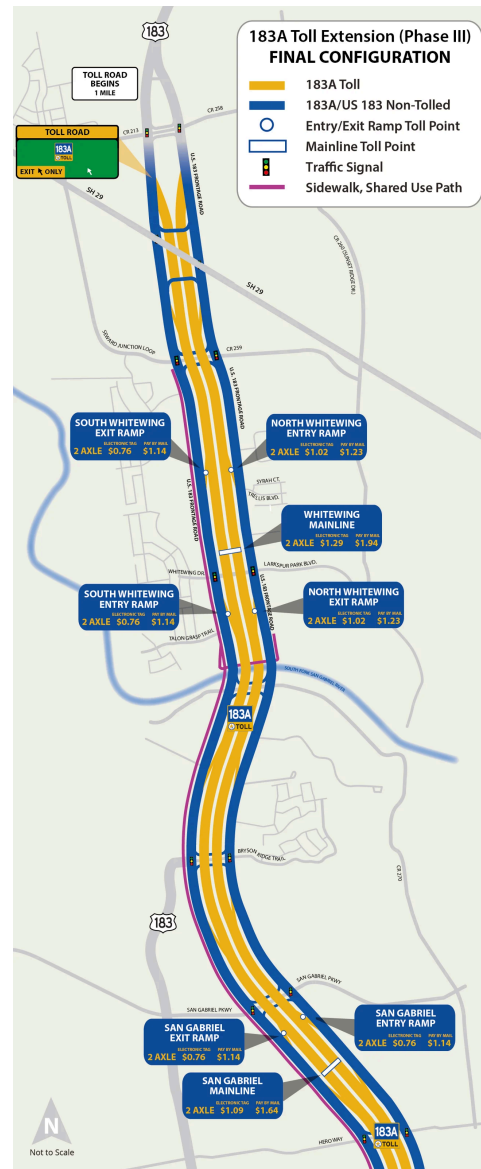 183
183A Toll Extension (Phase III)
FINAL CONFIGURATION
183A Toll
183A/US 183 Non-Tolled
Entry/Exit Ramp Toll Point
Mainline Toll Point
Traffic Signal
Sidewalk, Shared Use Path
TOLL ROAD
BEGINS
1 MILE
CR 213
CR 258
TOLL ROAD
183A
TOLL
EXIT ONLY
U.S. 183 FRONTAGE ROAD
SH 29
CR 260 (SUNSET RIDGE DR.)
SH 29
SEWARD JUNCTION LOOP
CR 259
U.S. 183 FRONTAGE ROAD
SOUTH WHITEWING
EXIT RAMP
ELECTRONIC TAG PAY BY MAIL
2 AXLE $0.76 $1.14
NORTH WHITEWING
ENTRY RAMP
ELECTRONIC TAG PAY BY MAIL
2 AXLE $1.02 $1.23
U.S. 183 FRONTAGE ROAD
SYRAH CT.
TRELLIS BLVD.
WHITEWING
MAINLINE
ELECTRONIC TAG PAY BY MAIL
2 AXLE $1.29 $1.94
WHITEWING DR.
LARKSPUR PARK BLVD.
U.S. 183 FRONTAGE ROAD
SOUTH WHITEWING
ENTRY RAMP
ELECTRONIC TAG PAY BY MAIL
2 AXLE $0.76 $1.14
NORTH WHITEWING
EXIT RAMP
ELECTRONIC TAG PAY BY MAIL
2 AXLE $1.02 $1.23
TALON GRASP TRAIL
SOUTH FORK SAN GABRIEL RIVER
183A
TOLL
BRYSON RIDGE TRAIL
CR 270
183
SAN GABRIEL PKWY
SAN GABRIEL PKWY
SAN GABRIEL
ENTRY RAMP
ELECTRONIC TAG PAY BY MAIL
2 AXLE $0.76 $1.14
SAN GABRIEL
EXIT RAMP
ELECTRONIC TAG PAY BY MAIL
2 AXLE $0.76 $1.14
SAN GABRIEL
MAINLINE
ELECTRONIC TAG PAY BY MAIL
2 AXLE $1.09 $1.64
183A
TOLL
HERO WAY
N
Not to Scale